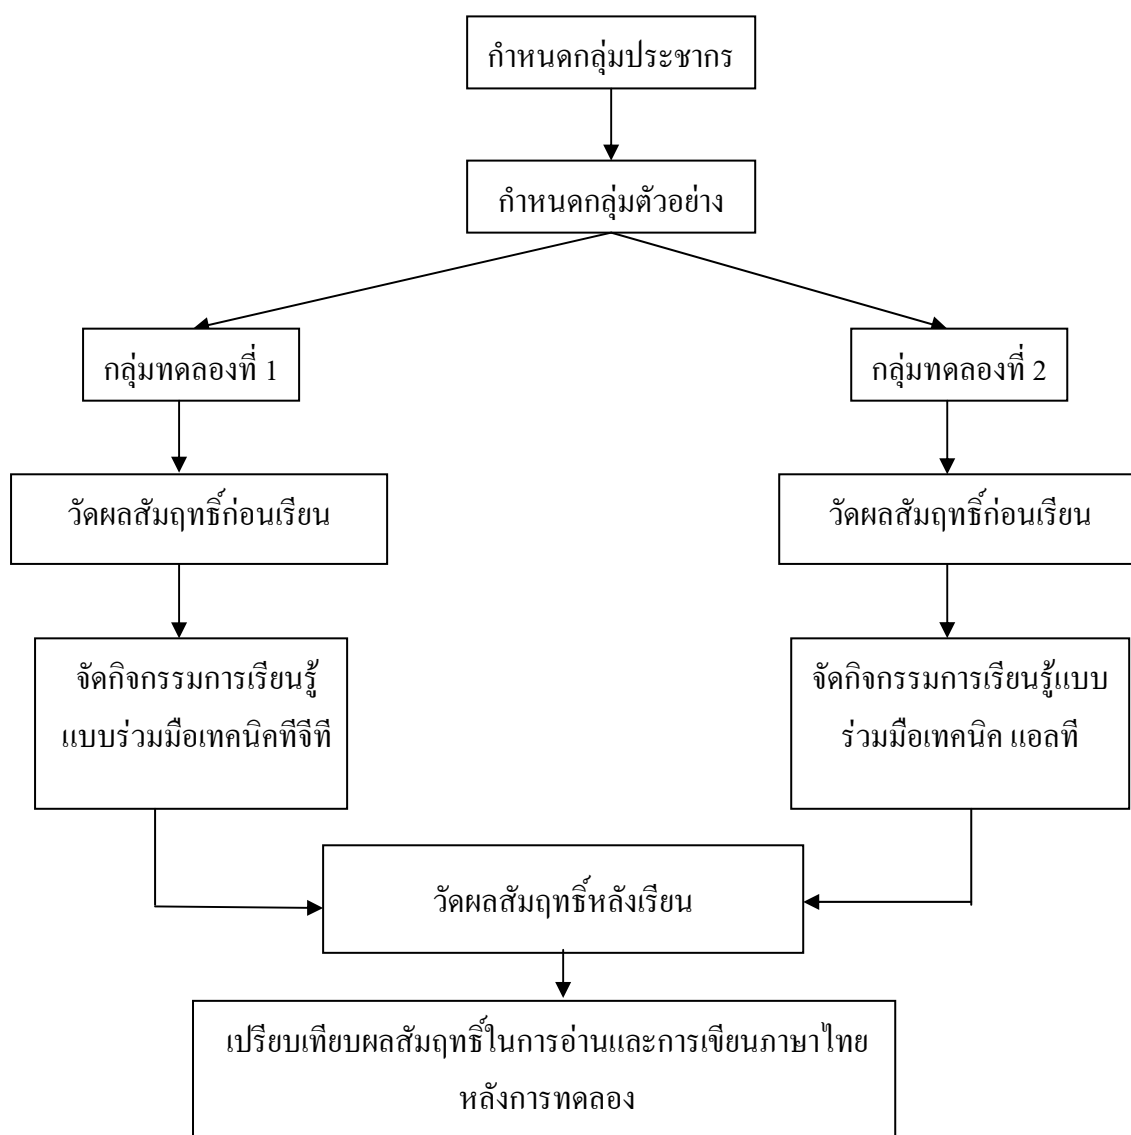 กำหนดกลุ่มประชากร
กำหนดกลุ่มตัวอย่าง
กลุ่มทดลองที่ 1
กลุ่มทดลองที่ 2
วัดผลสัมฤทธิ์ก่อนเรียน
วัดผลสัมฤทธิ์ก่อนเรียน
จัดกิจกรรมการเรียนรู้
แบบร่วมมือเทคนิคทีจีที
จัดกิจกรรมการเรียนรู้แบบ
ร่วมมือเทคนิค แอลที
วัดผลสัมฤทธิ์หลังเรียน
เปรียบเทียบผลสัมฤทธิ์ในการอ่านและการเขียนภาษาไทย
หลังการทดลอง